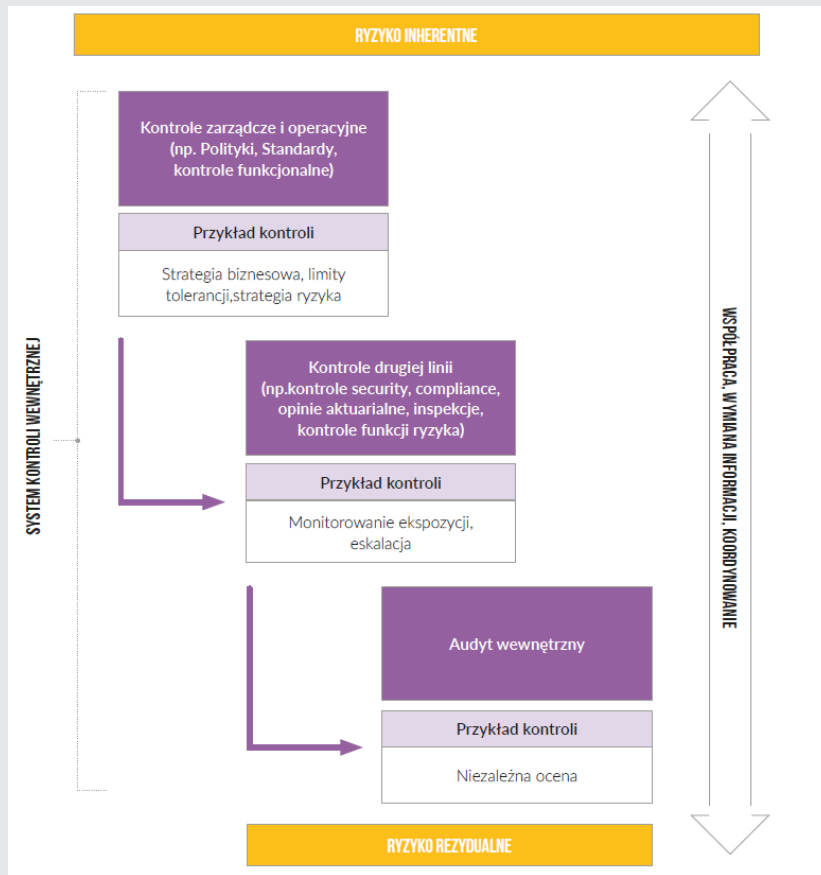 RYZYKO INHERENTNE
Kontrole zarządcze i operacyjne
(np. Polityki, Standardy,
kontrole funkcjonalne)
Przykład kontroli
Strategia biznesowa, limity
tolerancji,strategia ryzyka
SYSTEM KONTROLI WEWNĘTRZNEJ
Kontrole drugiej linii
(np.kontrole security, compliance,
opinie aktuarialne, inspekcje,
kontrole funkcji ryzyka)
Przykład kontroli
Monitorowanie ekspozycji,
eskalacja
WSPÓŁPRACA, WYMIANA INFORMACJI, KOORDYNOWANIE
Audyt wewnętrzny
Przykład kontroli
Niezależna ocena
RYZYKO REZYDUALNE